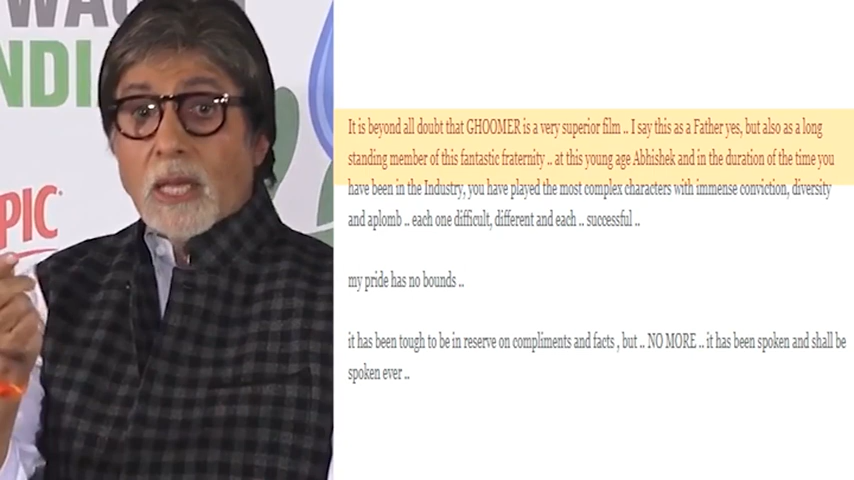 WA
NDI
PIC
It is beyond all doubt that GHOOMER is a very superior film .. I say this as a Father yes, but also as a long
standing member of this fantastic fraternity .. at this young age Abhishek and in the duration of the time you
have been in the Industry, you have played the most complex characters with immense conviction, diversity
and aplomb .. each one difficult, different and each .. successful ..
my pride has no bounds ..
it has been tough to be in reserve on compliments and facts , but .. NO MORE .. it has been spoken and shall be
spoken ever ..